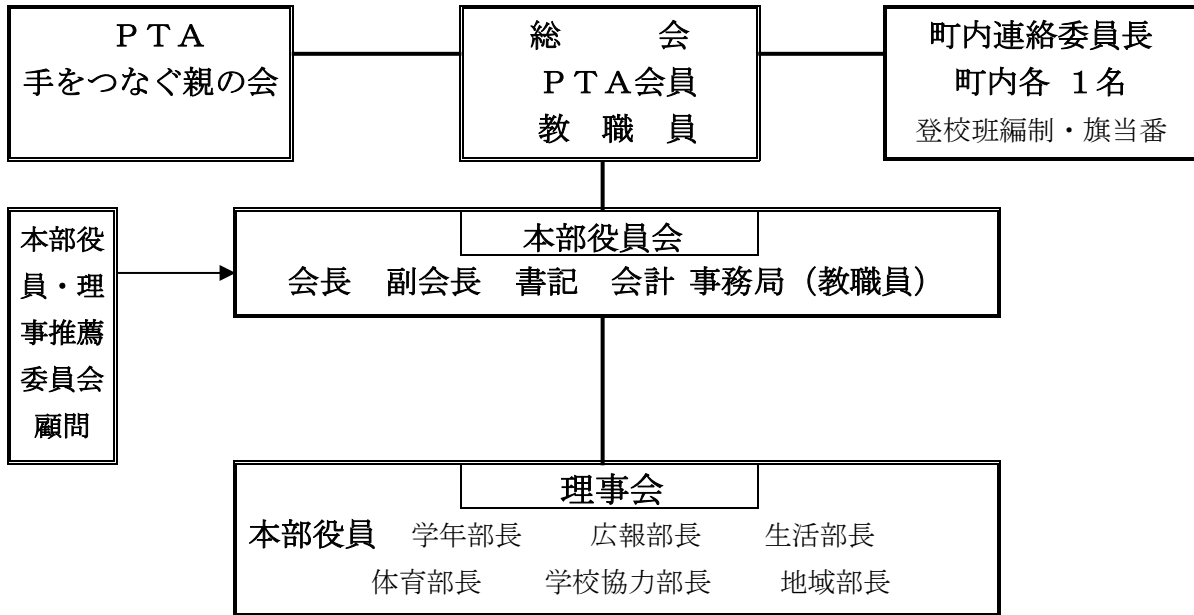 ＰＴＡ
手をつなぐ親の会
総　　会
ＰＴＡ会員
教　職　員
町内連絡委員長
町内各 １名
登校班編制・旗当番
本部役
員・理
事推薦
委員会
顧問
本部役員会
会長　副会長　書記　会計 事務局（教職員）
理事会
本部役員　学年部長　　広報部長　　生活部長
体育部長　　学校協力部長　　地域部長